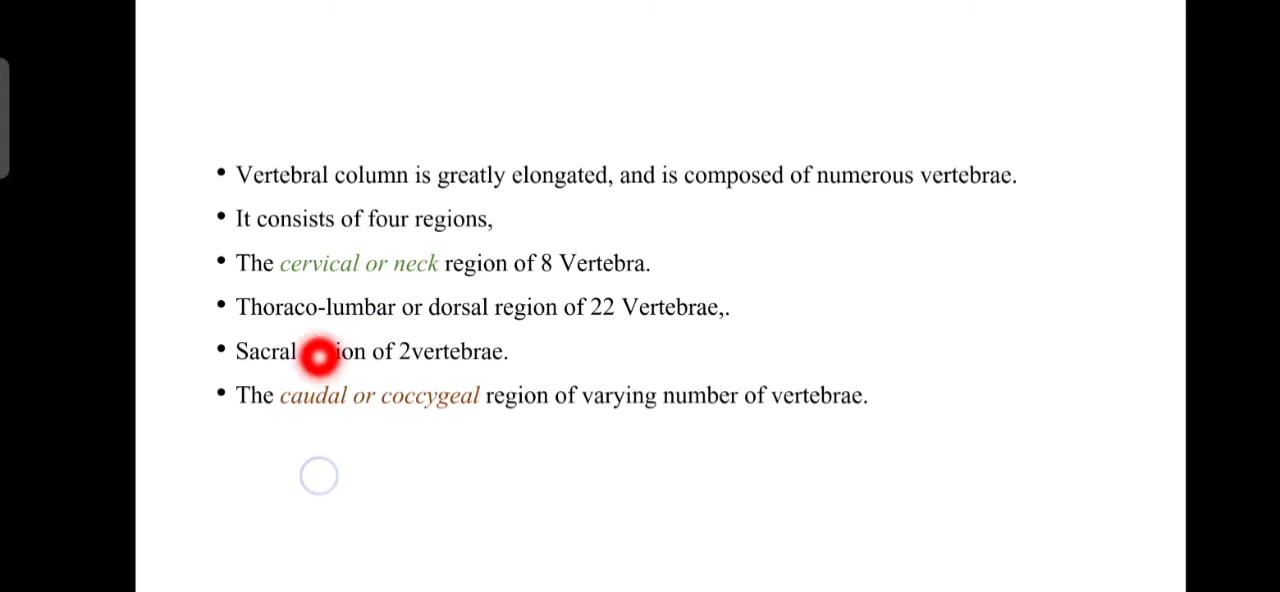 • Vertebral column is greatly elongated, and is composed of numerous vertebrae.
• It consists of four regions,
• The cervical or neck region of 8 Vertebra.
• Thoraco-lumbar or dorsal region of 22 Vertebrae,.
• Sacral ion of 2vertebrae.
• The caudal or coccygeal region of varying number of vertebrae.